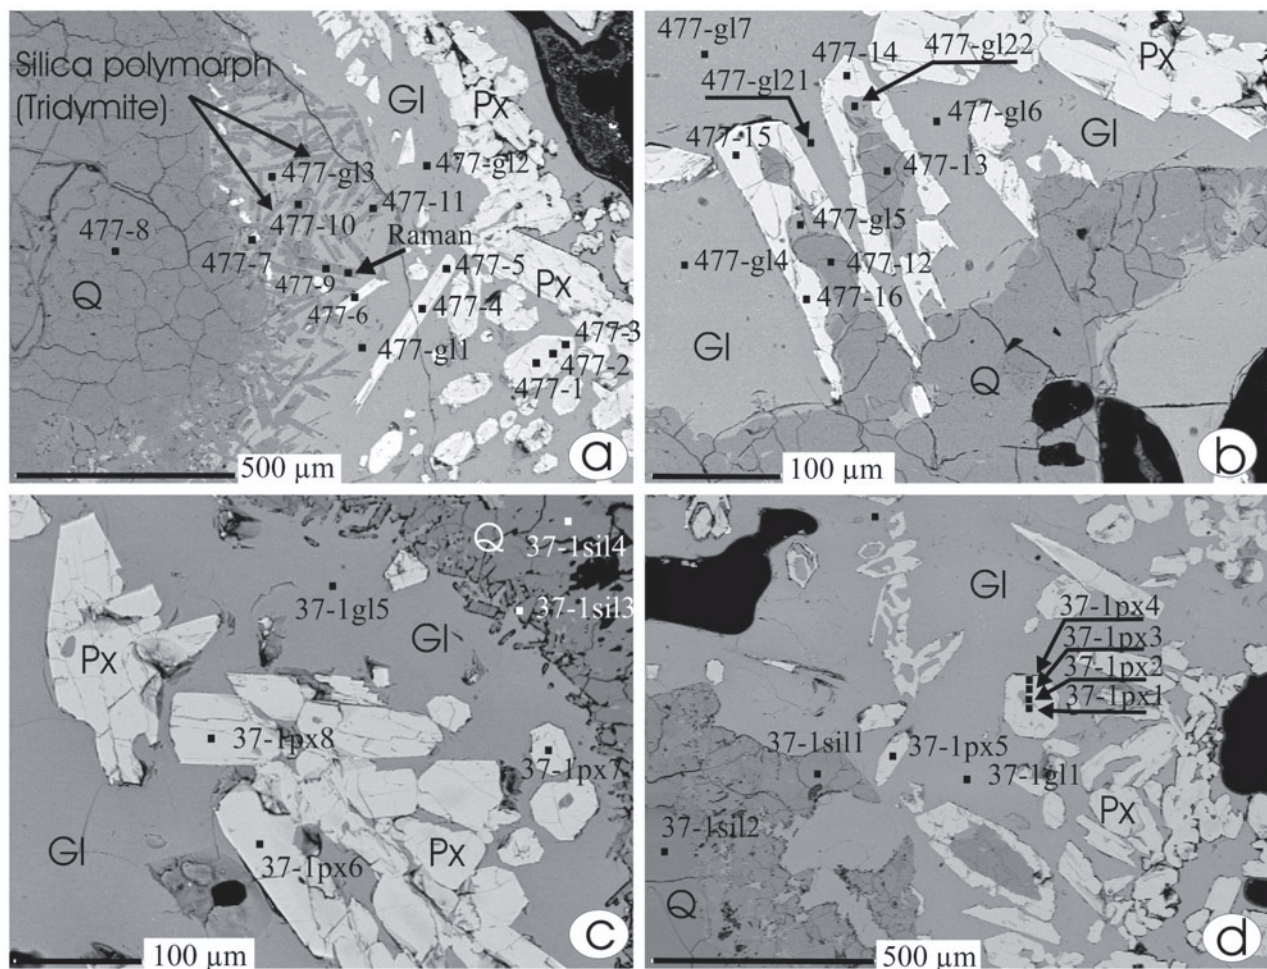 Silica polymorph
(Tridymite)
Gl
Px
477-gl3
477-gl2
477-10
477-11
477-8
Raman
477-7
477-9
477-5
Q
477-6
477-4
Px
477-gl1
477-3
477-2
477-1
500 µm
a
477-gl7
477-14
477-gl22
Px
477-gl21
477-gl6
Gl
477-15
477-13
477-gl5
477-gl4
477-12
477-16
Gl
Q
100 µm
b
Q
37-1sil4
37-1gl5
37-1sil3
Gl
Px
37-1px8
37-1px7
Gl
Px
37-1px6
100 µm
c
Gl
37-1px4
37-1px3
37-1px2
37-1px1
37-1sil1
37-1px5
37-1gl1
Px
37-1sil2
Q
500 µm
d